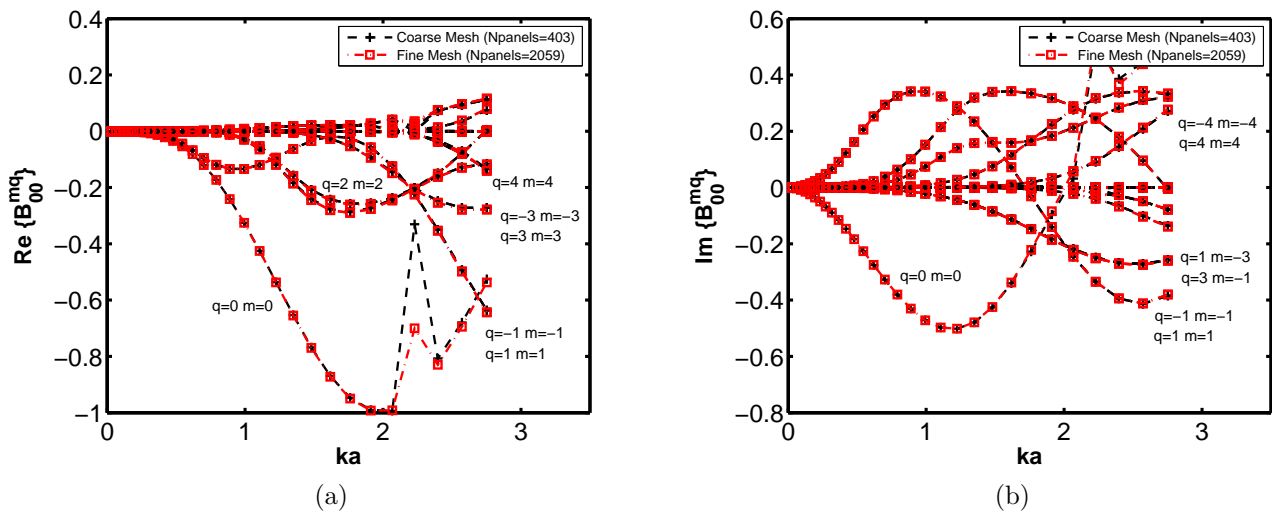 Re {B_00^mq}
0.4
0.2
0
−0.2
−0.4
−0.6
−0.8
−1
0
1
2
3
ka
Coarse Mesh (Npanels=403)
Fine Mesh (Npanels=2059)
q=2 m=2
q=4 m=4
q=−3 m=−3
q=3 m=3
q=0 m=0
q=−1 m=−1
q=1 m=1
(a)
Im {B_00^mq}
0.6
0.4
0.2
0
−0.2
−0.4
−0.6
−0.8
0
1
2
3
ka
Coarse Mesh (Npanels=403)
Fine Mesh (Npanels=2059)
q=−4 m=−4
q=4 m=4
q=1 m=−3
q=3 m=−1
q=0 m=0
q=−1 m=−1
q=1 m=1
(b)